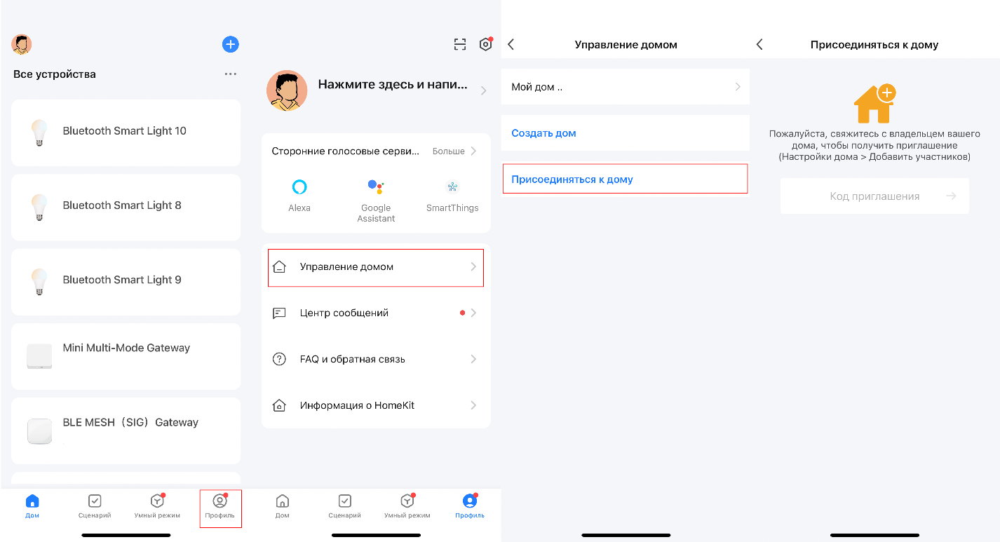 Все устройства
Bluetooth Smart Light 10
Bluetooth Smart Light 8
Bluetooth Smart Light 9
Mini Multi-Mode Gateway
BLE MESH（SIG）Gateway
Дом
Сценарий
Умный режим
Профиль
Нажмите здесь и напи...
Сторонние голосовые серви...
Больше
Alexa
Google
Assistant
SmartThings
Управление домом
Центр сообщений
FAQ и обратная связь
Информация о HomeKit
Дом
Сценарий
Умный режим
Профиль
Управление домом
Мой дом ..
Создать дом
Присоединяться к дому
Присоединяться к дому
Пожалуйста, свяжитесь с владельцем вашего
дома, чтобы получить приглашение
(Настройки дома > Добавить участников)
Код приглашения